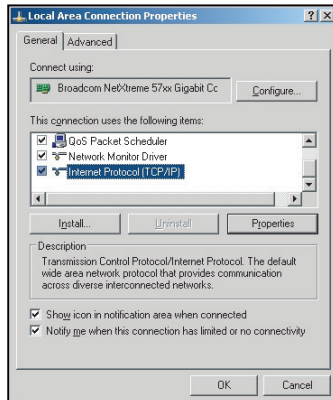 Local Area Connection Properties
General Advanced
Connect using:
Broadcom NetXtreme 57xx Gigabit Cc
Configure...
This connection uses the following items:
QoS Packet Scheduler
Network Monitor Driver
Internet Protocol (TCP/IP)
Install... Uninstall Properties
Description
Transmission Control Protocol/Internet Protocol. The default
wide area network protocol that provides communication
across diverse interconnected networks.
Show icon in notification area when connected
Notify me when this connection has limited or no connectivity
OK Cancel